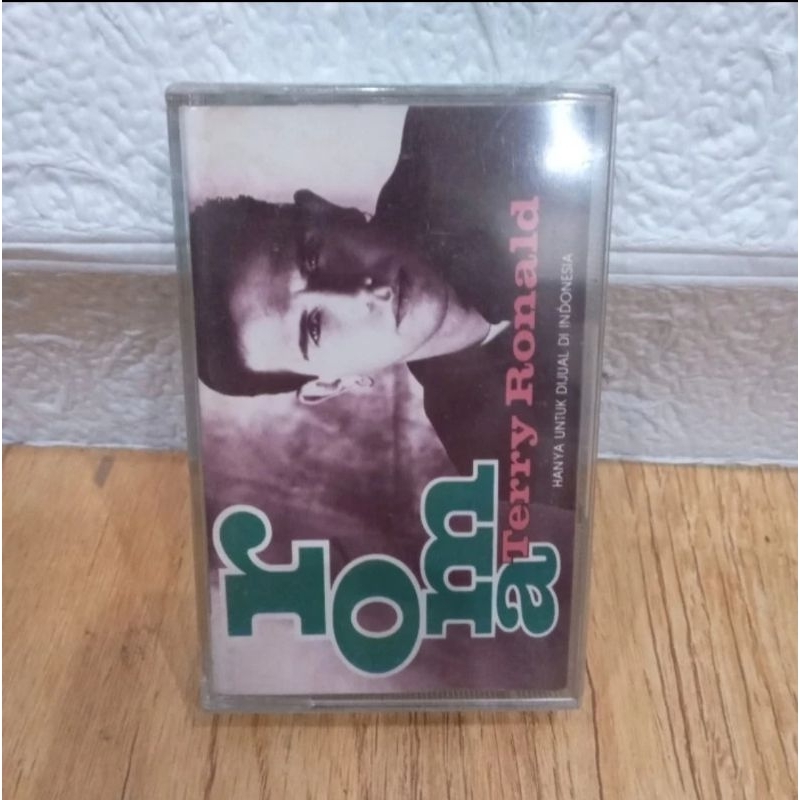 roma
Terry Ronald
HANYA UNTUK DIJUAL DI INDONESIA